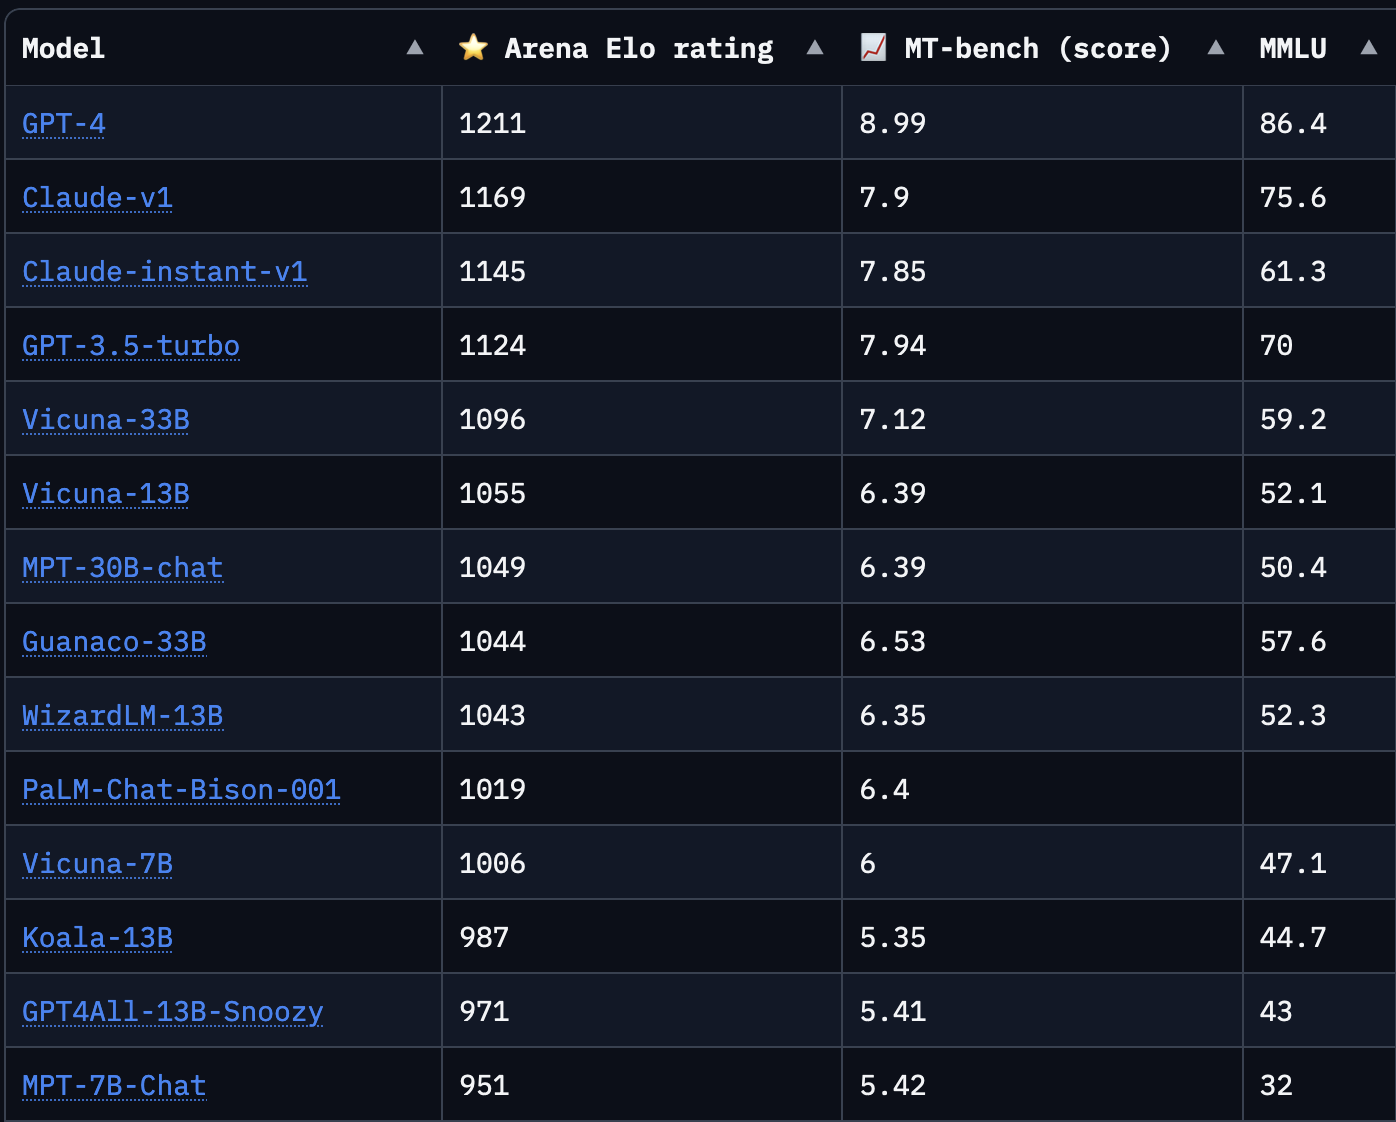 Model ▲ ⭐ Arena Elo rating ▲ 📈 MT-bench (score) ▲ MMLU ▲
GPT-4 1211 8.99 86.4
Claude-v1 1169 7.9 75.6
Claude-instant-v1 1145 7.85 61.3
GPT-3.5-turbo 1124 7.94 70
Vicuna-33B 1096 7.12 59.2
Vicuna-13B 1055 6.39 52.1
MPT-30B-chat 1049 6.39 50.4
Guanaco-33B 1044 6.53 57.6
WizardLM-13B 1043 6.35 52.3
PaLM-Chat-Bison-001 1019 6.4
Vicuna-7B 1006 6 47.1
Koala-13B 987 5.35 44.7
GPT4All-13B-Snoozy 971 5.41 43
MPT-7B-Chat 951 5.42 32